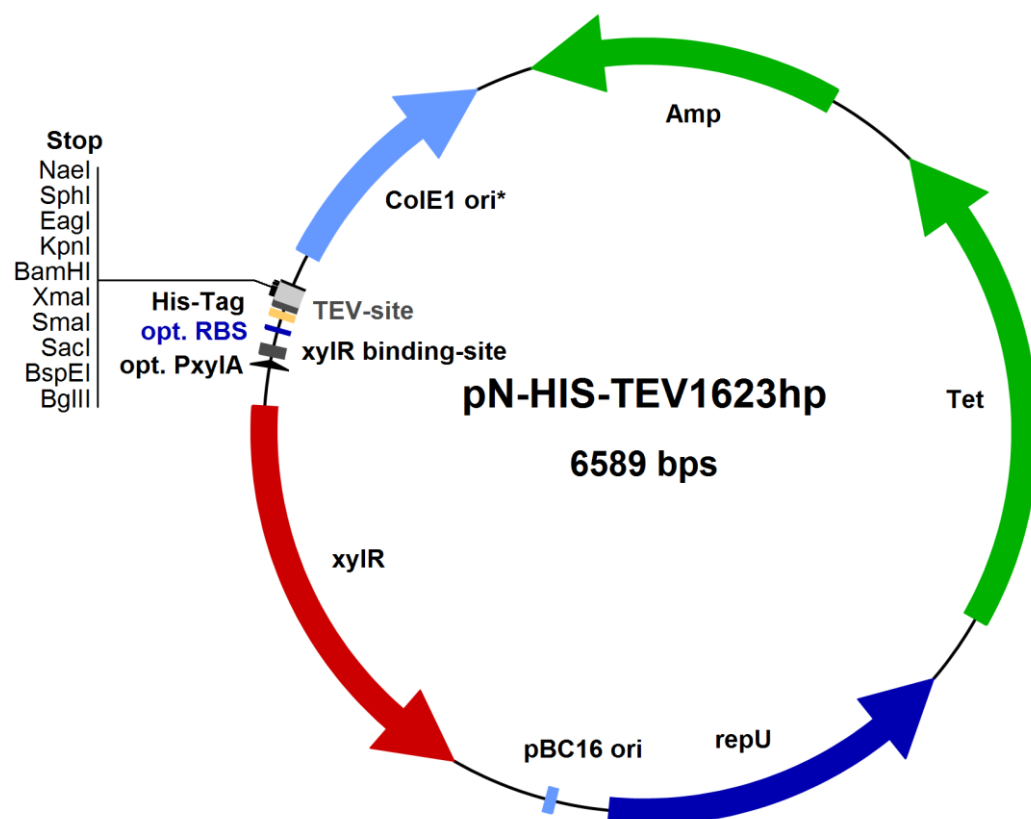 Amp
Stop
NaeI
SphI
EagI
KpnI
BamHI
XmaI
SmaI
SacI
BspEI
BglII
ColE1 ori*
His-Tag
TEV-site
opt. RBS
xylR binding-site
opt. PxylA
pN-HIS-TEV1623hp
6589 bps
Tet
xylR
pBC16 ori
repU